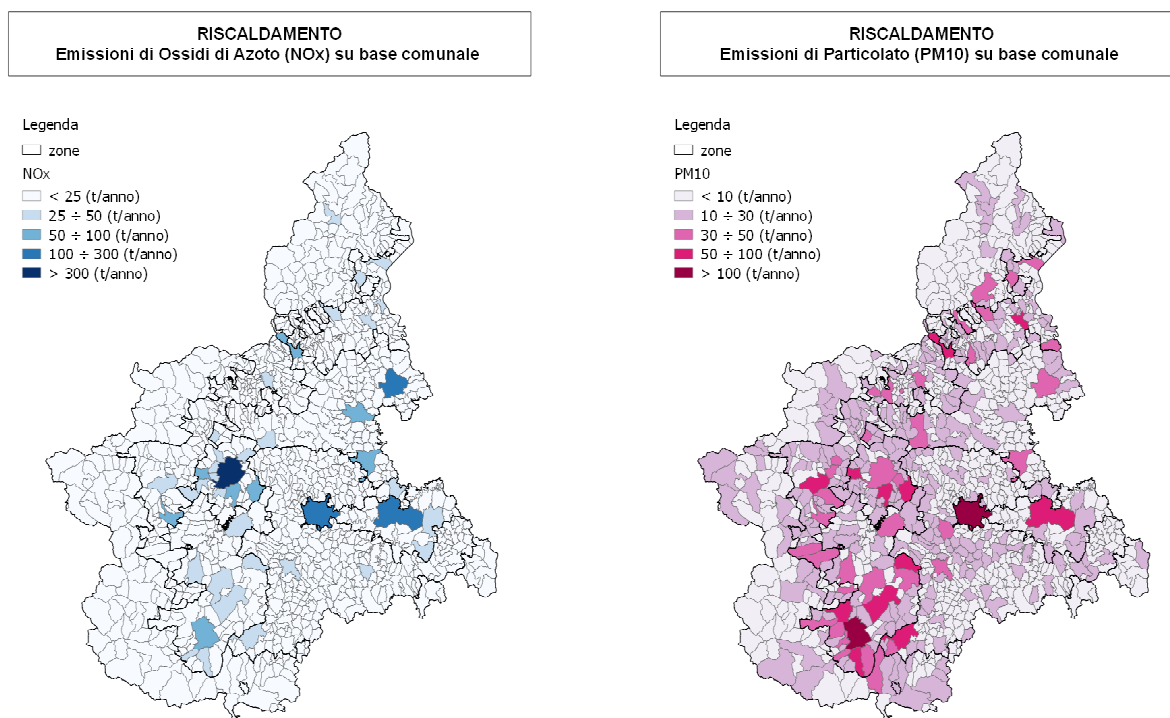 RISCALDAMENTO
Emissioni di Ossidi di Azoto (NOx) su base comunale
Legenda
zone
NOx
< 25 (t/anno)
25 ÷ 50 (t/anno)
50 ÷ 100 (t/anno)
100 ÷ 300 (t/anno)
> 300 (t/anno)
RISCALDAMENTO
Emissioni di Particolato (PM10) su base comunale
Legenda
zone
PM10
< 10 (t/anno)
10 ÷ 30 (t/anno)
30 ÷ 50 (t/anno)
50 ÷ 100 (t/anno)
> 100 (t/anno)